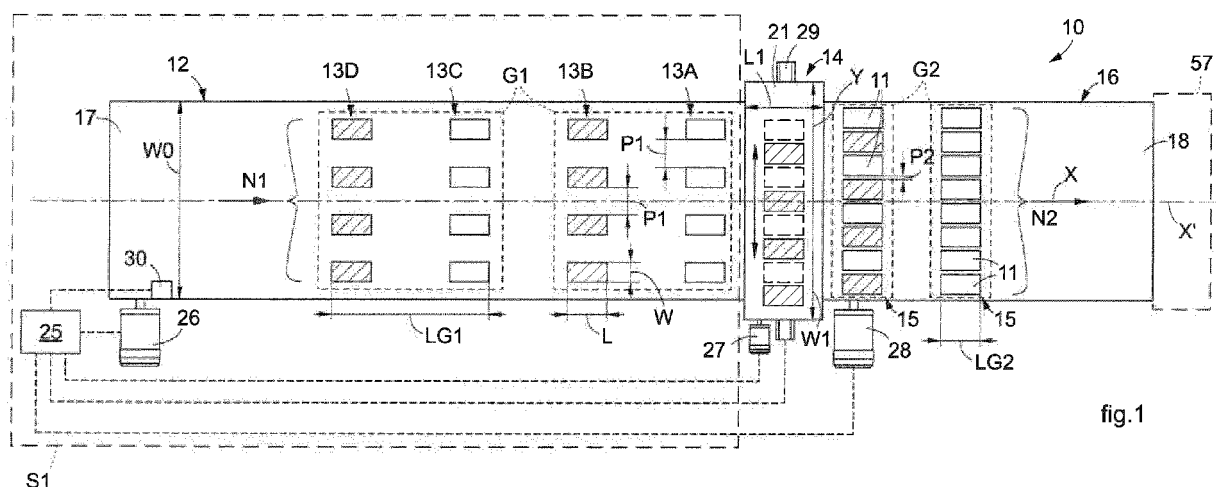 21 29
10
12 13D 13C G1 13B 13A L1 14 Y 11 G2 16 57
17
W0
P1
P2
18
N1
P1
X
N2
X'
30
W
W1
25
26
LG1
L
27
28
15 15
LG2
fig.1
S1